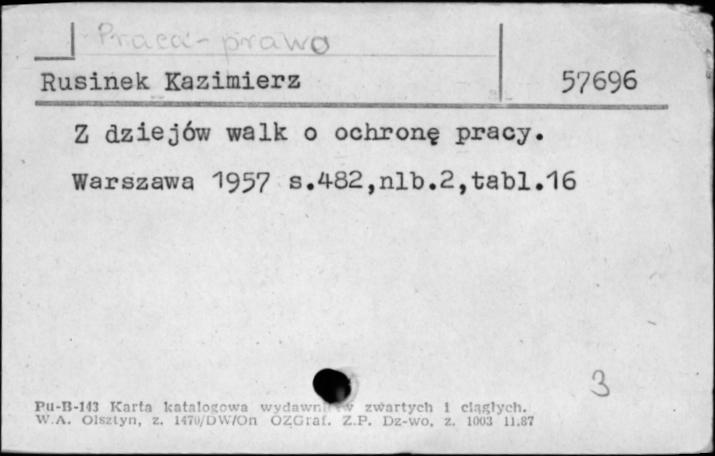 Praca - prawo
Rusinek Kazimierz 57696
Z dziejów walk o ochronę pracy.
Warszawa 1957 s.482,nlb.2,tabl.16
3
Pu-B-143 Karta katalogowa zwartych i ciągłych.
W.A. Olsztyn, z. 1470/DW/On OZGraf. Z.P. Dz-wo, z. 1003 11.87